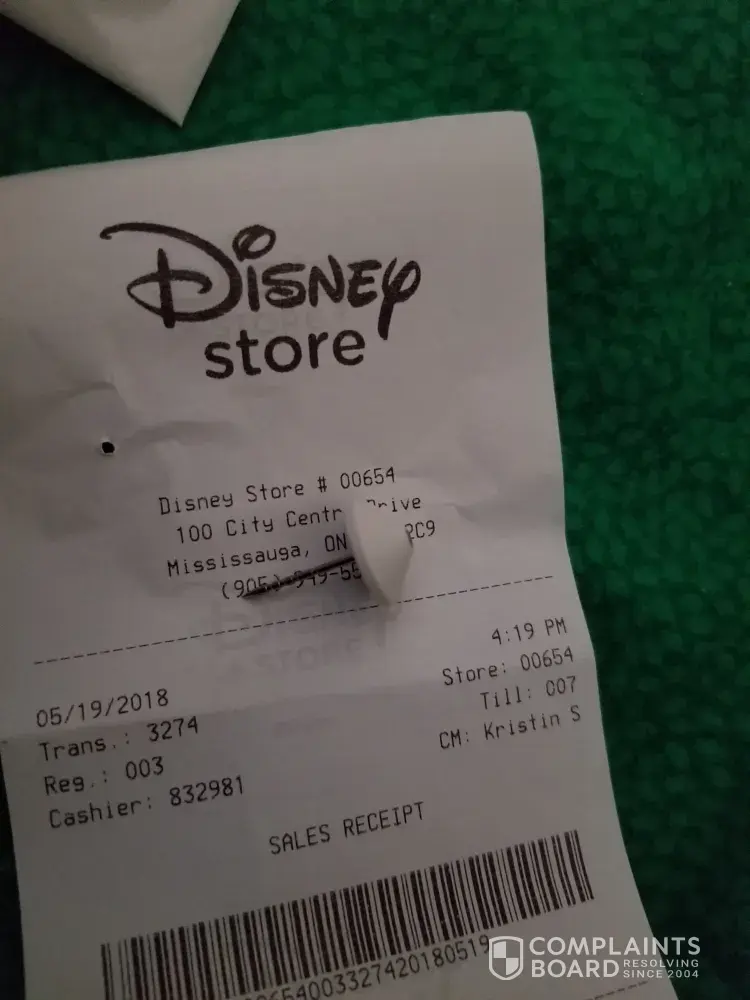 Disney
store
Disney Store # 00654
100 City Centr
Mississauga, ON
4:19 PM
05/19/2018
Store: 00654
Trans.: 3274
Till: 007
Reg.: 003
CM: Kristin S
Cashier: 832981
SALES RECEIPT
COMPLAINTS
BOARD RESOLVING SINCE 2004